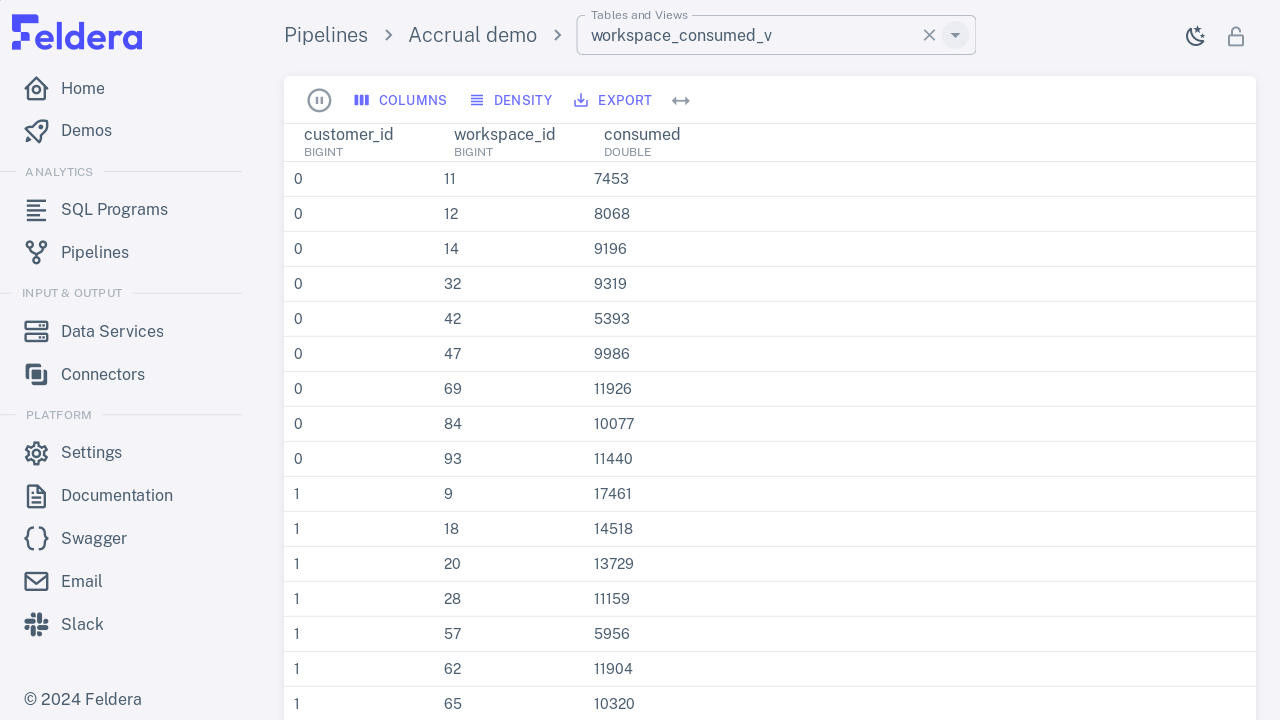 Feldera
Home
Demos
ANALYTICS
SQL Programs
Pipelines
INPUT & OUTPUT
Data Services
Connectors
PLATFORM
Settings
Documentation
Swagger
Email
Slack
© 2024 Feldera
Pipelines
Accrual demo
Tables and Views
workspace_consumed_v
COLUMNS DENSITY EXPORT
customer_id workspace_id consumed
BIGINT BIGINT DOUBLE
0 11 7453
0 12 8068
0 14 9196
0 32 9319
0 42 5393
0 47 9986
0 69 11926
0 84 10077
0 93 11440
1 9 17461
1 18 14518
1 20 13729
1 28 11159
1 57 5956
1 62 11904
1 65 10320